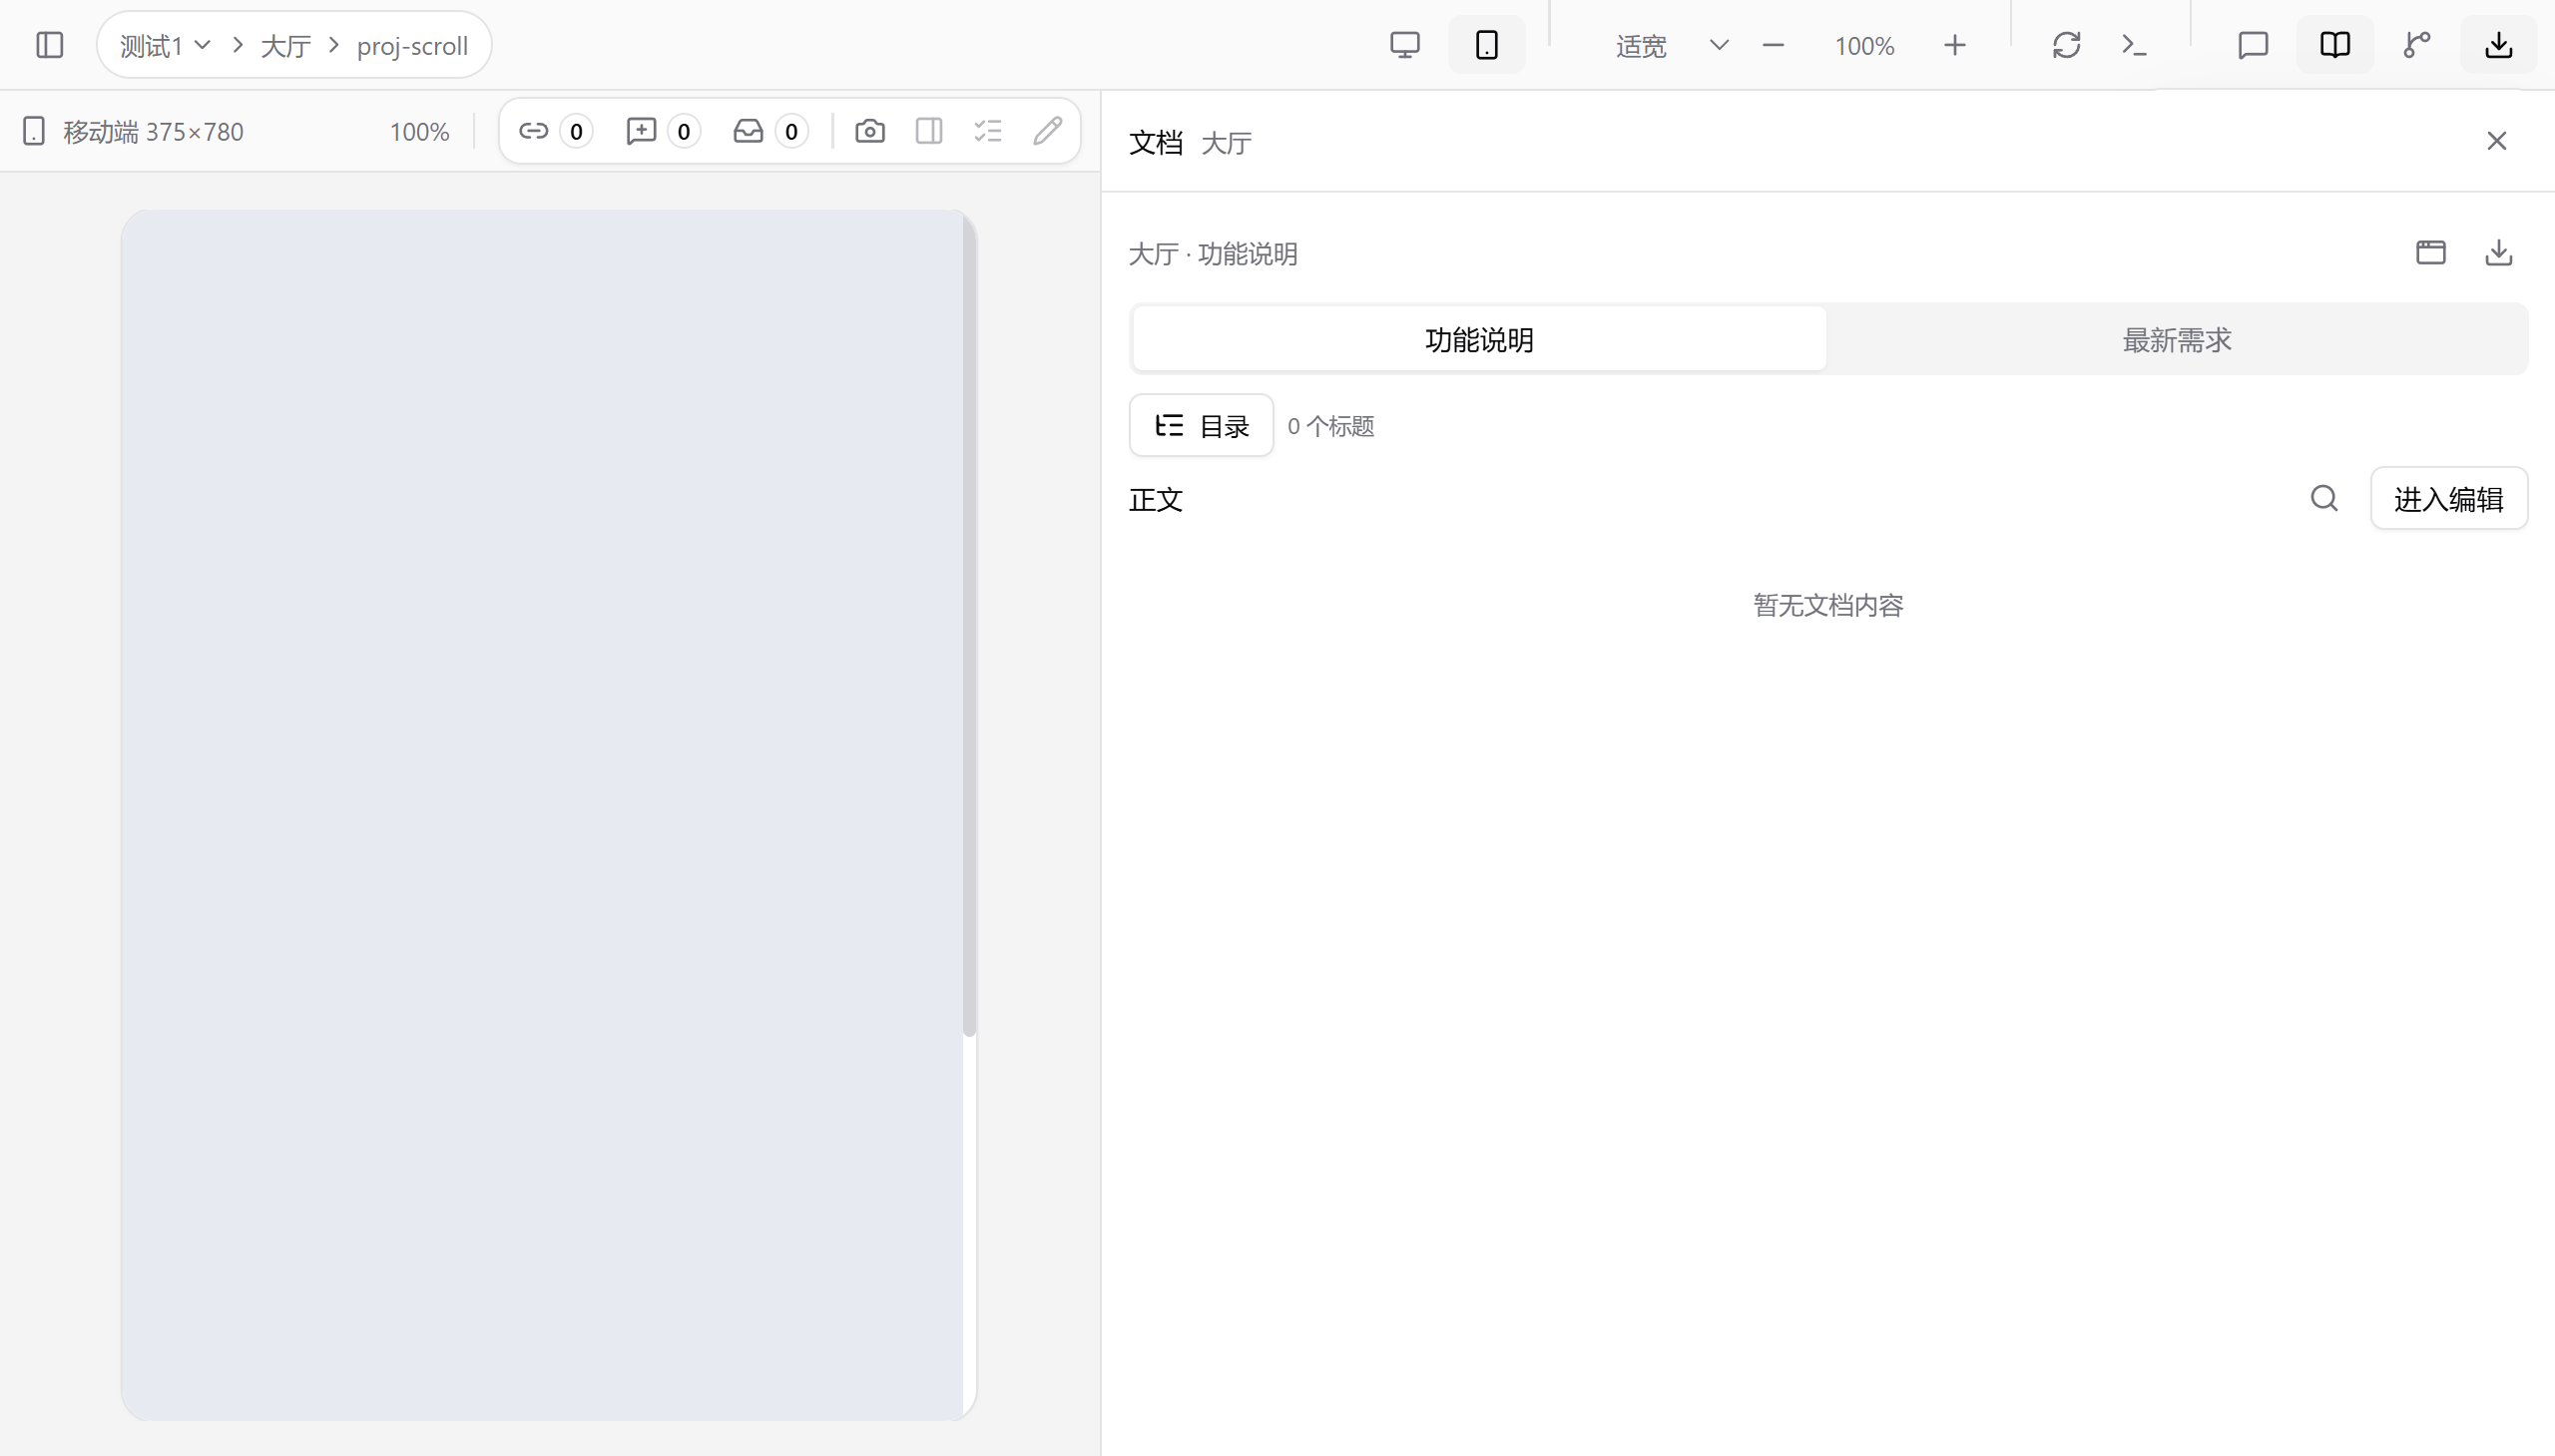 测试1 大厅 proj-scroll 适宽 100%
移动端 375×780 100% 0 0 0
文档 大厅
大厅 · 功能说明
功能说明 最新需求
目录 0 个标题
正文 进入编辑
暂无文档内容